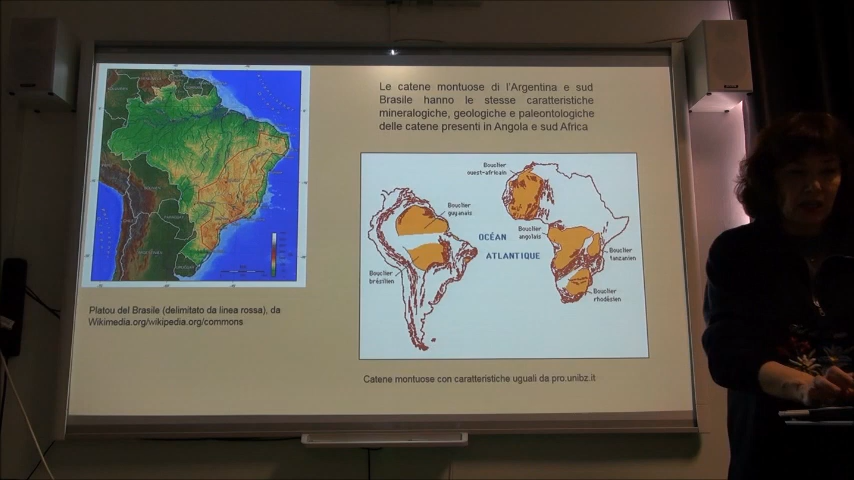 Le catene montuose di l'Argentina e sud
Brasile hanno le stesse caratteristiche
mineralogiche, geologiche e paleontologiche
delle catene presenti in Angola e sud Africa
Bouclier
ouest-africain
Bouclier
guyanais
Bouclier
angolais
OCÉAN
ATLANTIQUE
Bouclier
tanzanien
Bouclier
brésilien
Bouclier
rhodésien
Platou del Brasile (delimitato da linea rossa), da
Wikimedia.org/wikipedia.org/commons
Catene montuose con caratteristiche uguali da pro.unibz.it